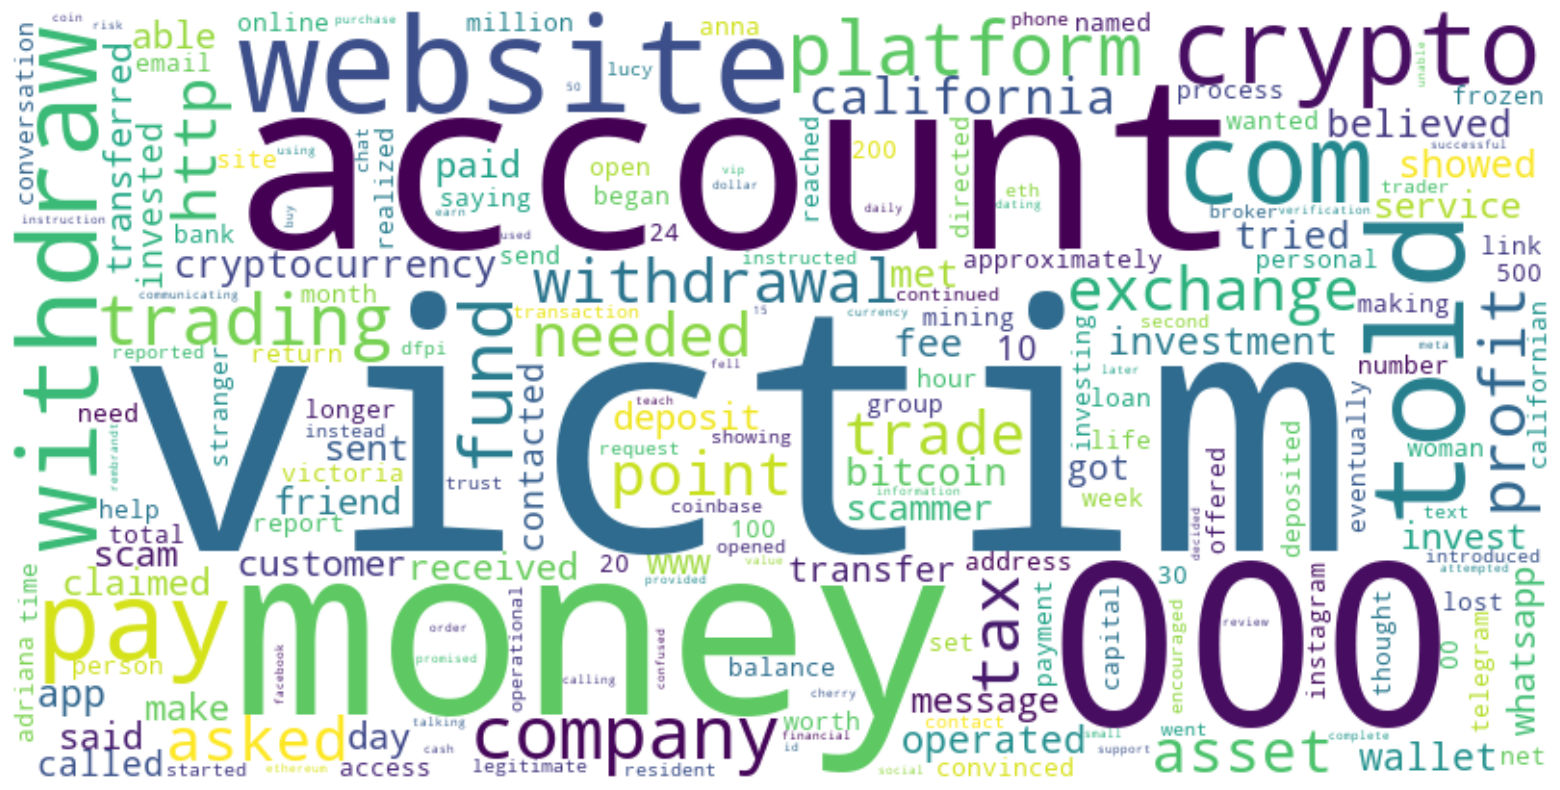 coin
risk
able
email
online
purchase
million
anna
phone
named
crypto
website
platform
lucy
50
california
process
unable
frozen
withdraw
conversation
transferred
invested
http
site
using
chat
realized
paid
saying
open
began
vip
dollar
200
reached
directed
eth
dating
wanted
believed
successful
showed
com
trader
service
broker
verification
account
instruction
bank
buy
earn
used
24
daily
tried
link
personal
500
cryptocurrency
send
instructed
met
approximately
told
communicating
month
withdrawal
continued
exchange
making
profit
californian
trading
transaction
15
currency
mining
second
reported
return
dfpi
fund
needed
fee
10
investment
meta
number
stranger
fell
hour
later
investing
victim
need
longer
instead
sent
contacted
teach
deposit
showing
group
loan
life
trade
request
got
woman
eventually
rembrandt
victoria
trust
point
bitcoin
information
week
deposited
offered
help
friend
coinbase
scammer
text
invest
total
report
100
decided
scam
opened
introduced
customer
received
20
www
value
transfer
address
30
attempted
adriana time
claimed
provided
tax
000
pay
money
operational
payment
capital
encouraged
instagram
review
thought
lost
00
telegram
whatsapp
person
facebook
order
promised
confused
set
balance
app
make
calling
cherry
message
said
asked
day
talking
company
worth
financial
contact
operated
small
went
asset
complete
called
started
ethereum
access
cash
legitimate
resident
id
social
convinced
support
wallet
net